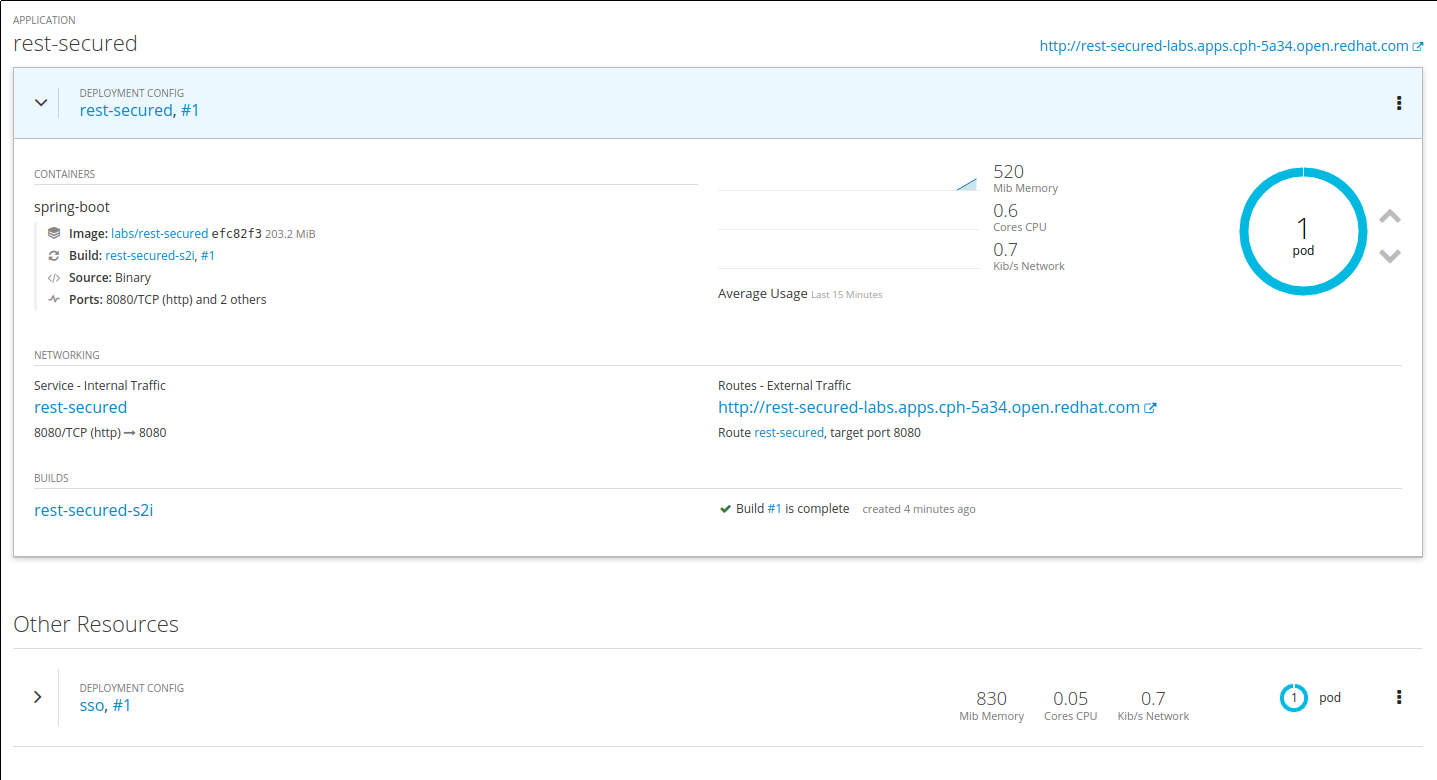 APPLICATION
rest-secured
http://rest-secured-labs.apps.cph-5a34.open.redhat.com
DEPLOYMENT CONFIG
rest-secured, #1
CONTAINERS
spring-boot
Image: labs/rest-secured efc82f3 203.2 MiB
Build: rest-secured-s2i, #1
Source: Binary
Ports: 8080/TCP (http) and 2 others
520
Mib Memory
0.6
Cores CPU
0.7
Kib/s Network
Average Usage Last 15 Minutes
1
pod
NETWORKING
Service - Internal Traffic
rest-secured
8080/TCP (http) → 8080
Routes - External Traffic
http://rest-secured-labs.apps.cph-5a34.open.redhat.com
Route rest-secured, target port 8080
BUILDS
rest-secured-s2i
Build #1 is complete created 4 minutes ago
Other Resources
DEPLOYMENT CONFIG
sso, #1
830
Mib Memory
0.05
Cores CPU
0.7
Kib/s Network
1 pod